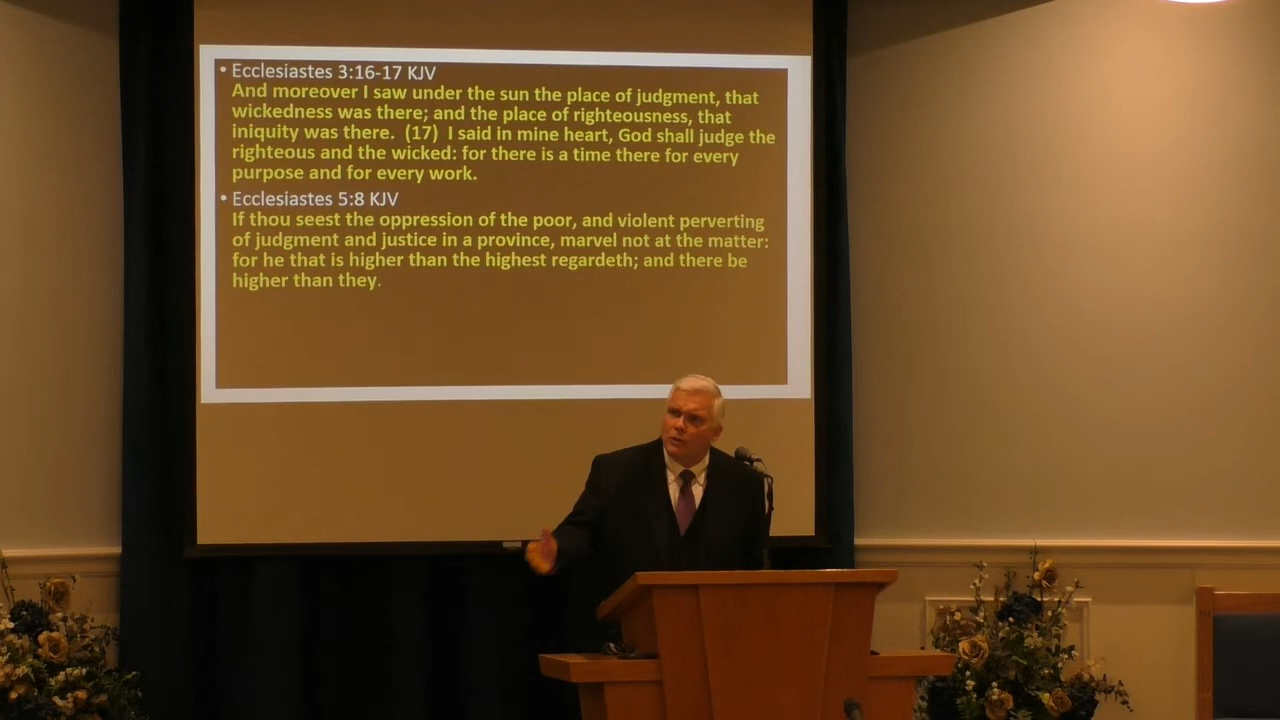 • Ecclesiastes 3:16-17 KJV
And moreover I saw under the sun the place of judgment, that
wickedness was there; and the place of righteousness, that
iniquity was there.  (17)  I said in mine heart, God shall judge the
righteous and the wicked: for there is a time there for every
purpose and for every work.
• Ecclesiastes 5:8 KJV
If thou seest the oppression of the poor, and violent perverting
of judgment and justice in a province, marvel not at the matter:
for he that is higher than the highest regardeth; and there be
higher than they.